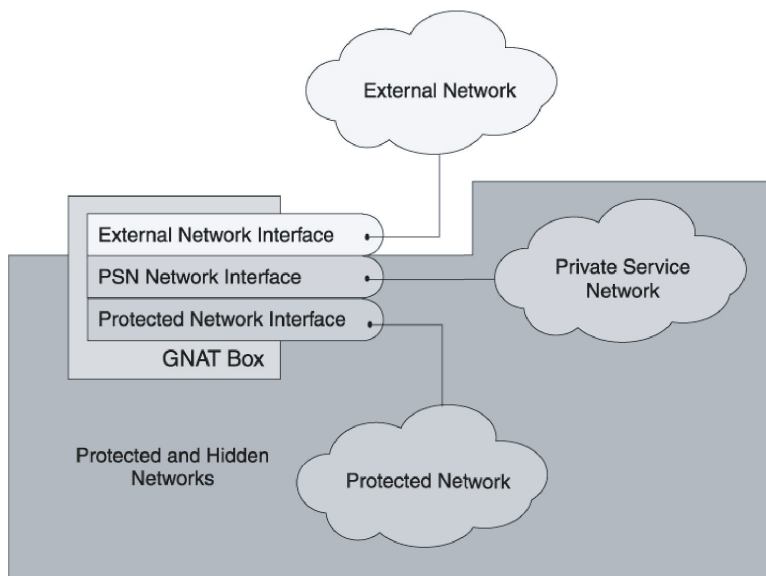 External Network
External Network Interface
PSN Network Interface
Protected Network Interface
GNAT Box
Private Service
Network
Protected and Hidden
Networks
Protected Network